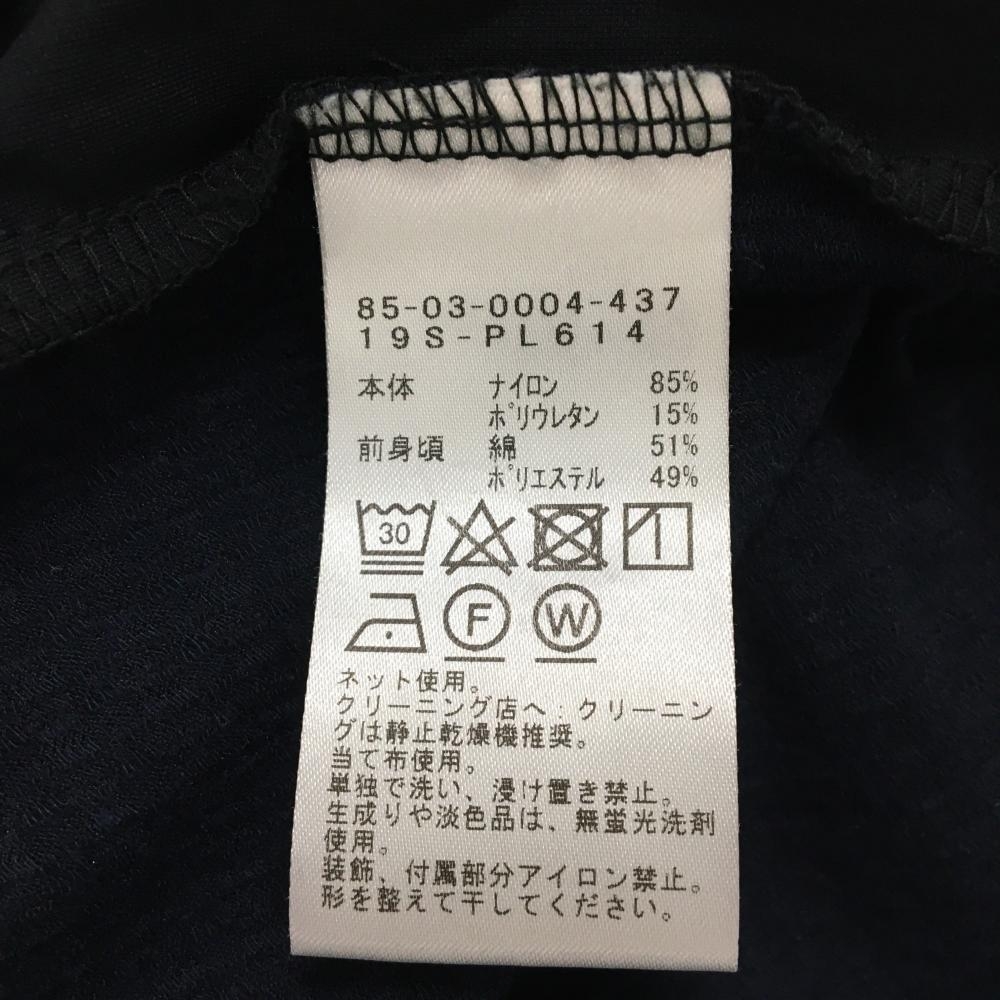 85-03-0004-437
19S-PL614
本体 ナイロン 85%
ポリウレタン 15%
前身頃 綿 51%
ポリエステル 49%
30
F W
ネット使用。
クリーニング店へ・クリーニン
グは静止乾燥機推奨。
当て布使用。
単独で洗い、浸け置き禁止。
生成りや淡色品は、無蛍光洗剤
使用。
装飾、付属部分アイロン禁止。
形を整えて干してください。